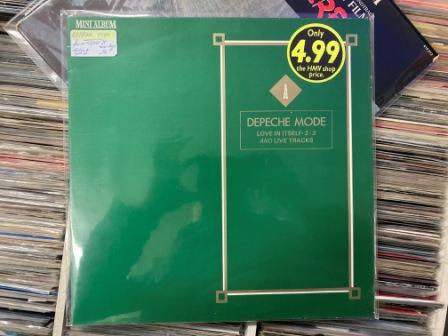 MINI ALBUM
Only
4.99
the HMV shop
price.
DEPECHE MODE
LOVE IN ITSELF·2·3
AND LIVE TRACKS
FILM